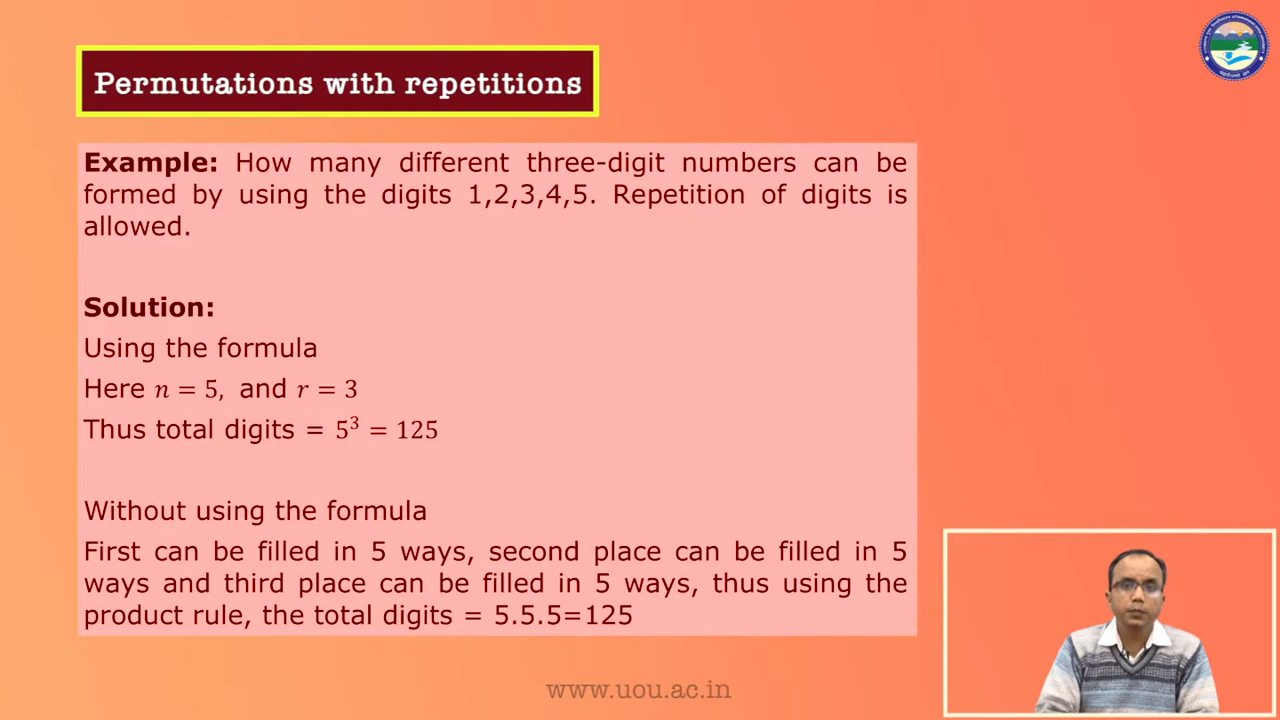 Permutations with repetitions
Example: How many different three-digit numbers can be
formed by using the digits 1,2,3,4,5. Repetition of digits is
allowed.
Solution:
Using the formula
Here n = 5, and r = 3
Thus total digits = 5³ = 125
Without using the formula
First can be filled in 5 ways, second place can be filled in 5
ways and third place can be filled in 5 ways, thus using the
product rule, the total digits = 5.5.5=125
www.uou.ac.in